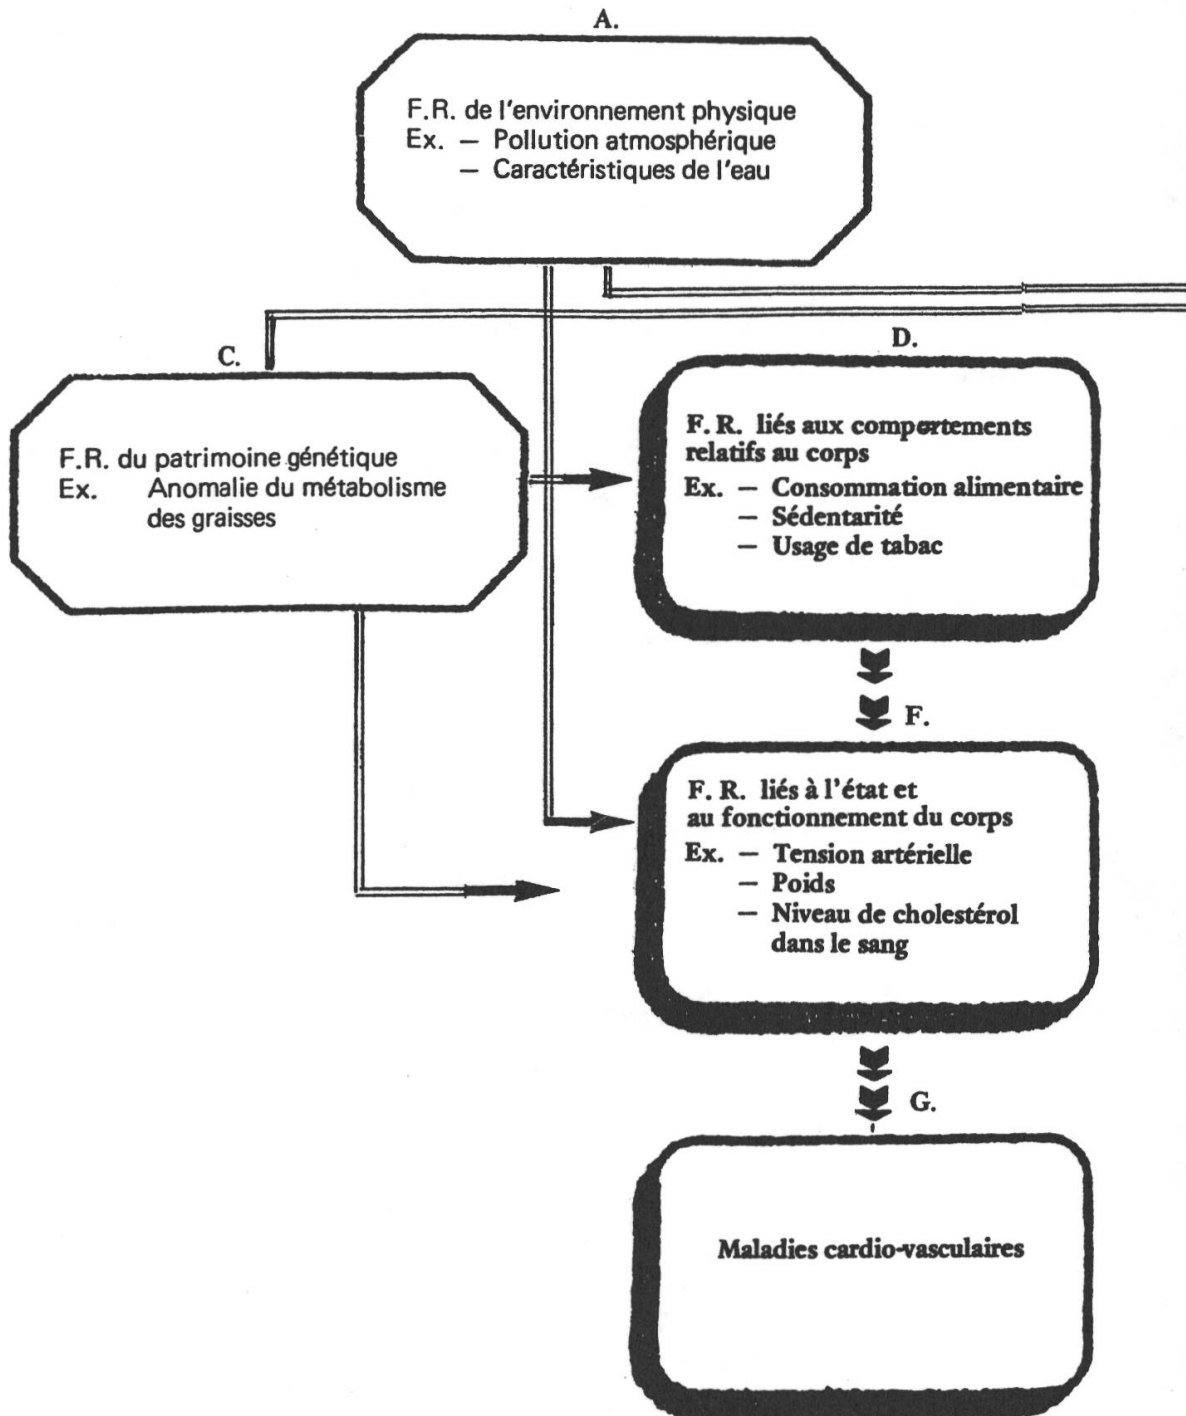 A.
F.R. de l'environnement physique
Ex. — Pollution atmosphérique
— Caractéristiques de l'eau
C.
F.R. du patrimoine génétique
Ex. Anomalie du métabolisme
des graisses
D.
F. R. liés aux comportements
relatifs au corps
Ex. — Consommation alimentaire
— Sédentarité
— Usage de tabac
F.
F. R. liés à l'état et
au fonctionnement du corps
Ex. — Tension artérielle
— Poids
— Niveau de cholestérol
dans le sang
G.
Maladies cardio-vasculaires